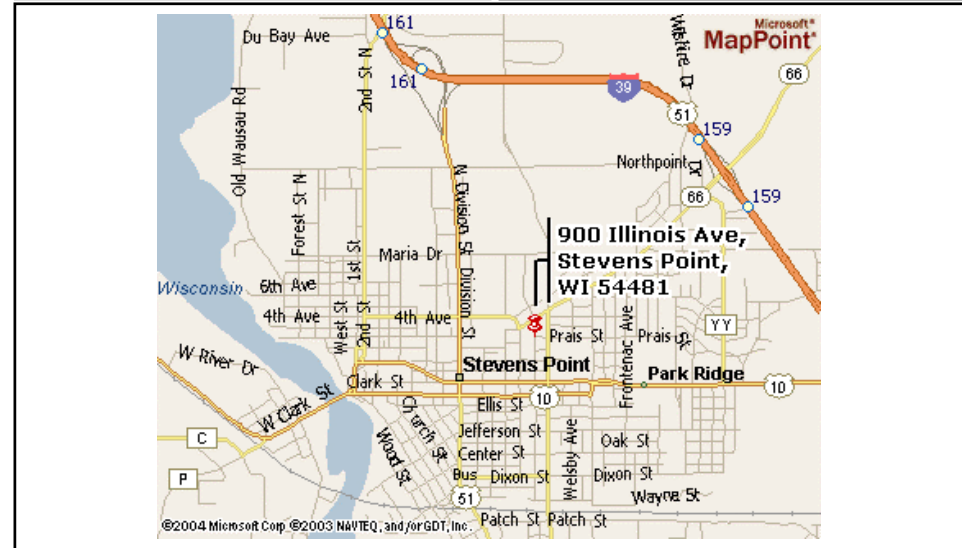 161
Du Bay Ave
Microsoft®
MapPoint®
Wilshire Dr
66
161
39
2nd St N
51
159
Old Wausau Rd
Northpoint Dr
66
159
N Division St
Forest St N
900 Illinois Ave,
Stevens Point,
WI 54481
1st St
Maria Dr
Division St
Wisconsin
6th Ave
4th Ave
West St
2nd St
4th Ave
Prais St
Frontenac Ave
Prais St
YY
W River Dr
Stevens Point
Park Ridge
Clark St
10
10
W Clark St
Ellis St
Church St
Jefferson St
Welsby Ave
Oak St
C
Wood St
Center St
P
Bus
51
Dixon St
Dixon St
Wayne St
©2004 Microsoft Corp ©2003 NAVTEQ, and/or GDT, Inc.
Patch St
Patch St